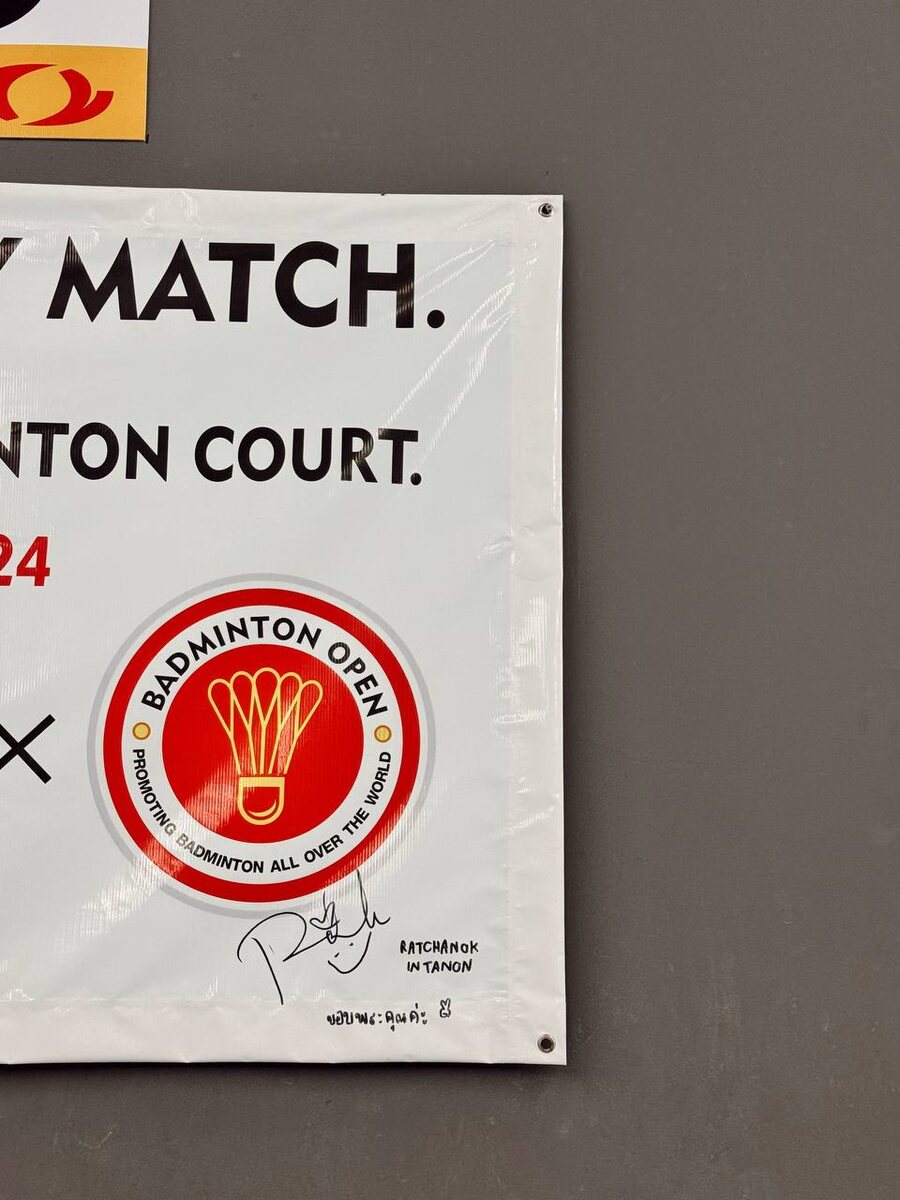 MATCH.
NTON COURT.
24
×
BADMINTON OPEN
PROMOTING BADMINTON ALL OVER THE WORLD
RATCHANOK
INTANON
ขอบพระคุณค่ะ